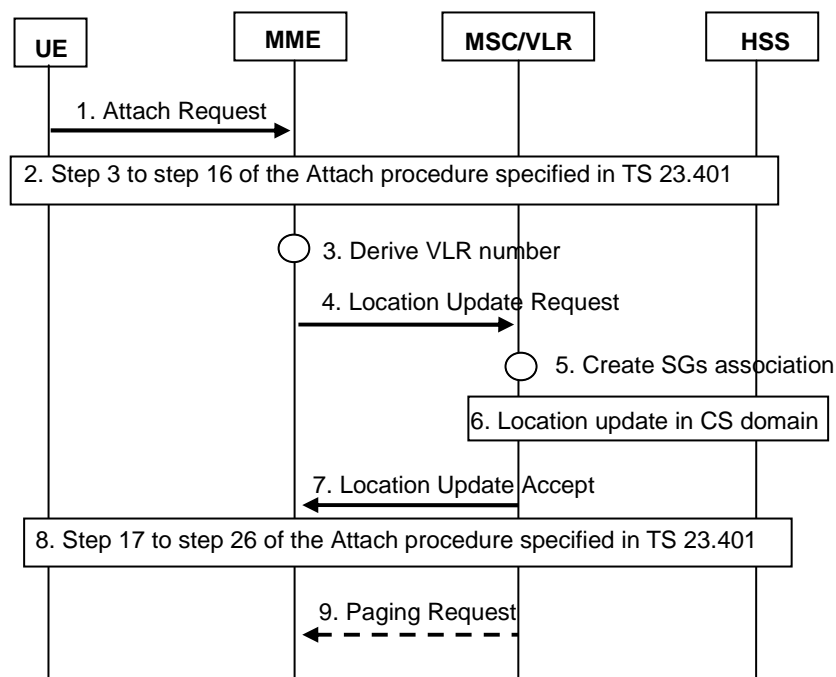 UE
MME
MSC/VLR
HSS
1. Attach Request
2. Step 3 to step 16 of the Attach procedure specified in TS 23.401
3. Derive VLR number
4. Location Update Request
5. Create SGs association
6. Location update in CS domain
7. Location Update Accept
8. Step 17 to step 26 of the Attach procedure specified in TS 23.401
9. Paging Request